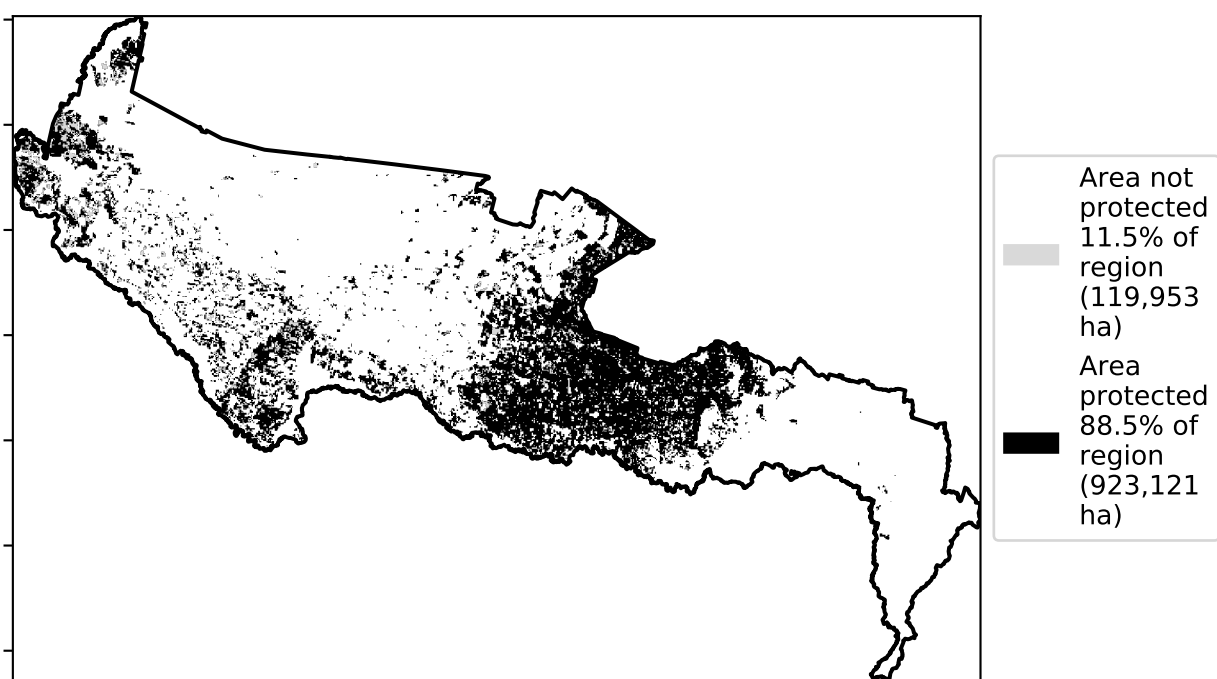 Area not
protected
11.5% of
region
(119,953
ha)
Area
protected
88.5% of
region
(923,121
ha)